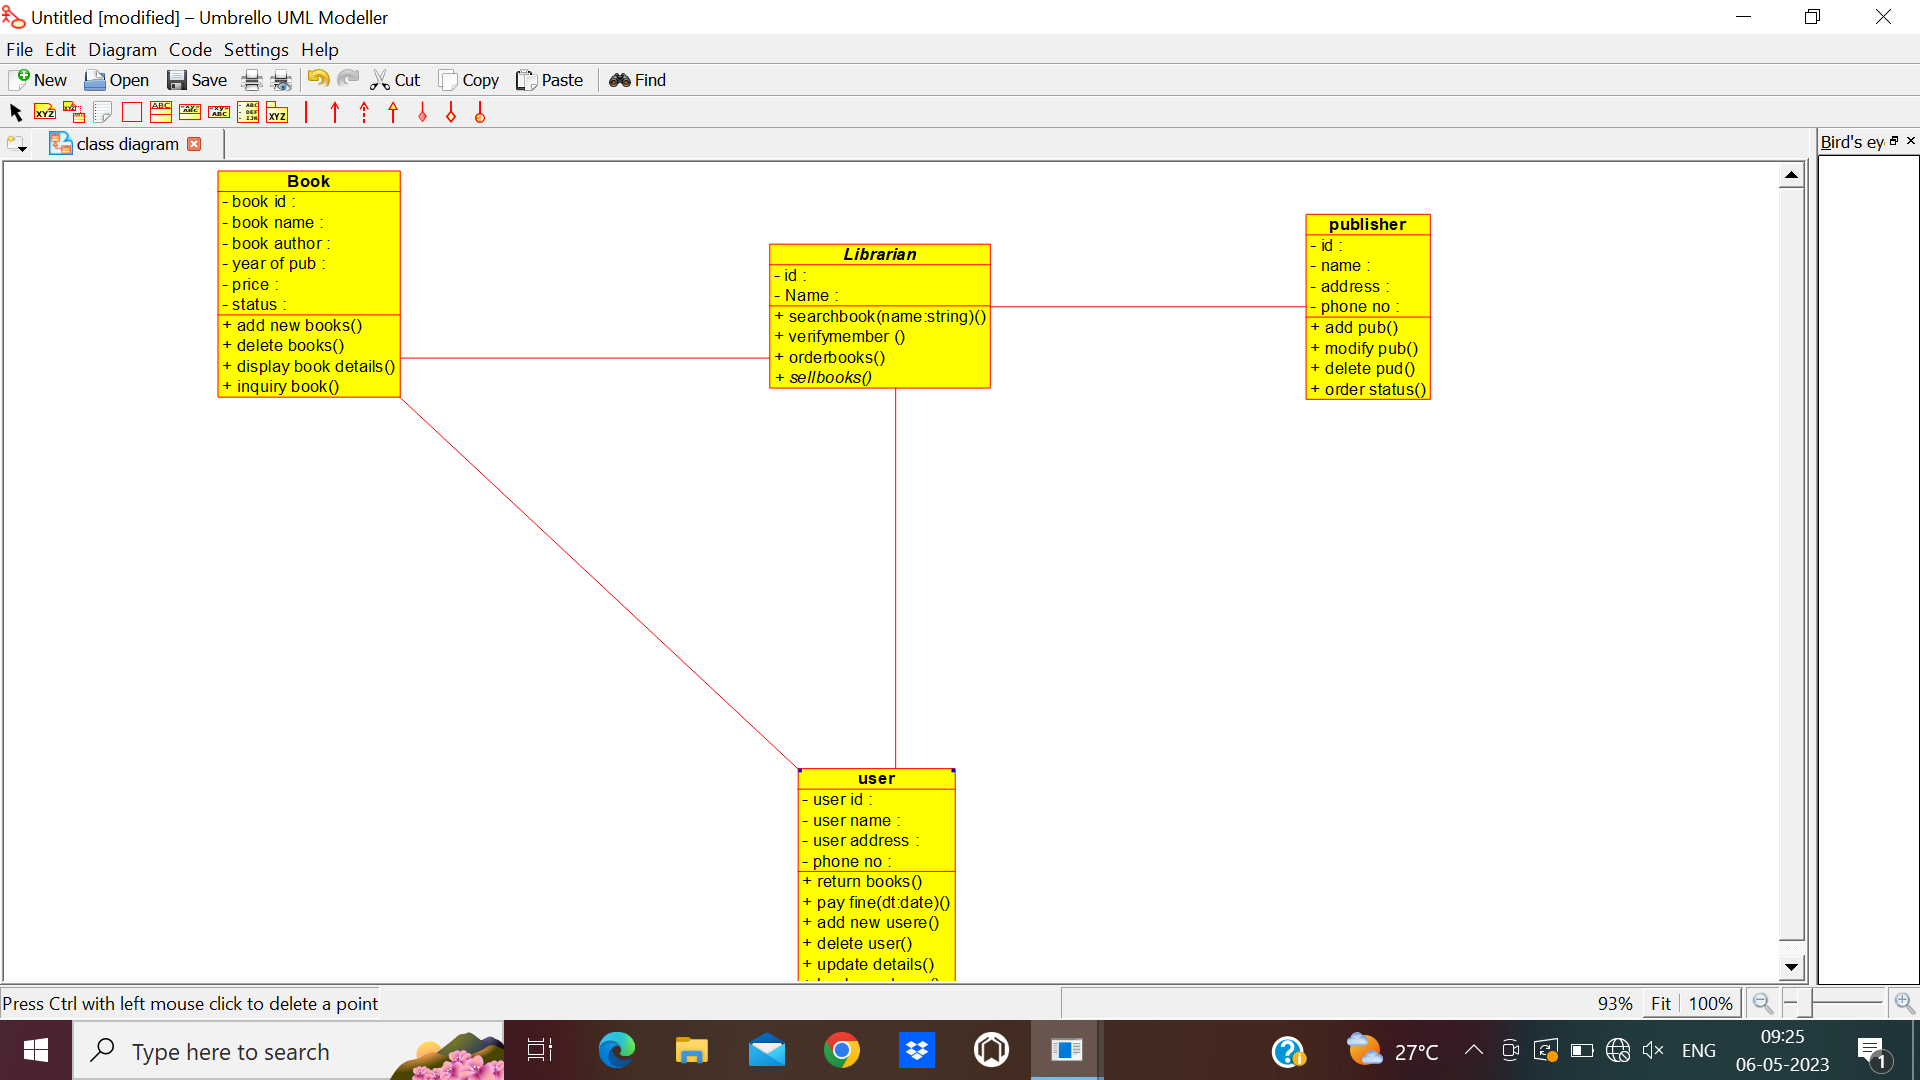 Untitled [modified] – Umbrello UML Modeller
File Edit Diagram Code Settings Help
New Open Save Cut Copy Paste Find
class diagram
Bird's ey
Book
- book id :
- book name :
- book author :
- year of pub :
- price :
- status :
+ add new books()
+ delete books()
+ display book details()
+ inquiry book()
Librarian
- id :
- Name :
+ searchbook(name:string)()
+ verifymember ()
+ orderbooks()
+ sellbooks()
publisher
- id :
- name :
- address :
- phone no :
+ add pub()
+ modify pub()
+ delete pud()
+ order status()
user
- user id :
- user name :
- user address :
- phone no :
+ return books()
+ pay fine(dt:date)()
+ add new usere()
+ delete user()
+ update details()
Press Ctrl with left mouse click to delete a point
93% Fit 100%
Type here to search
27°C
ENG
09:25
06-05-2023
1